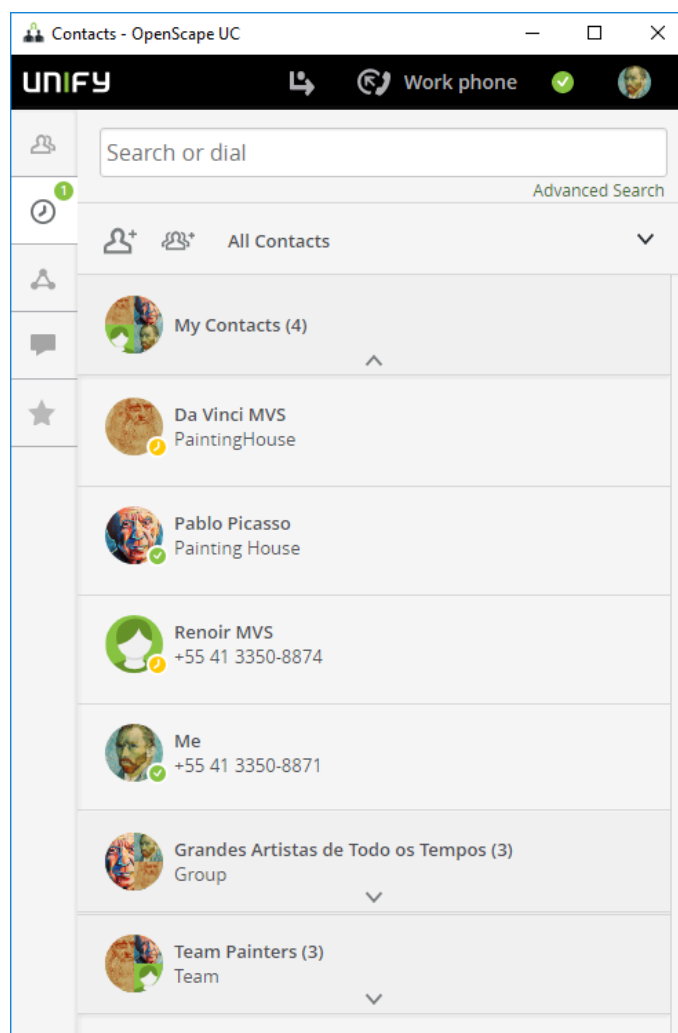 Contacts - OpenScape UC
UNIFY
Work phone
Search or dial
1
Advanced Search
All Contacts
My Contacts (4)
Da Vinci MVS
PaintingHouse
Pablo Picasso
Painting House
Renoir MVS
+55 41 3350-8874
Me
+55 41 3350-8871
Grandes Artistas de Todo os Tempos (3)
Group
Team Painters (3)
Team